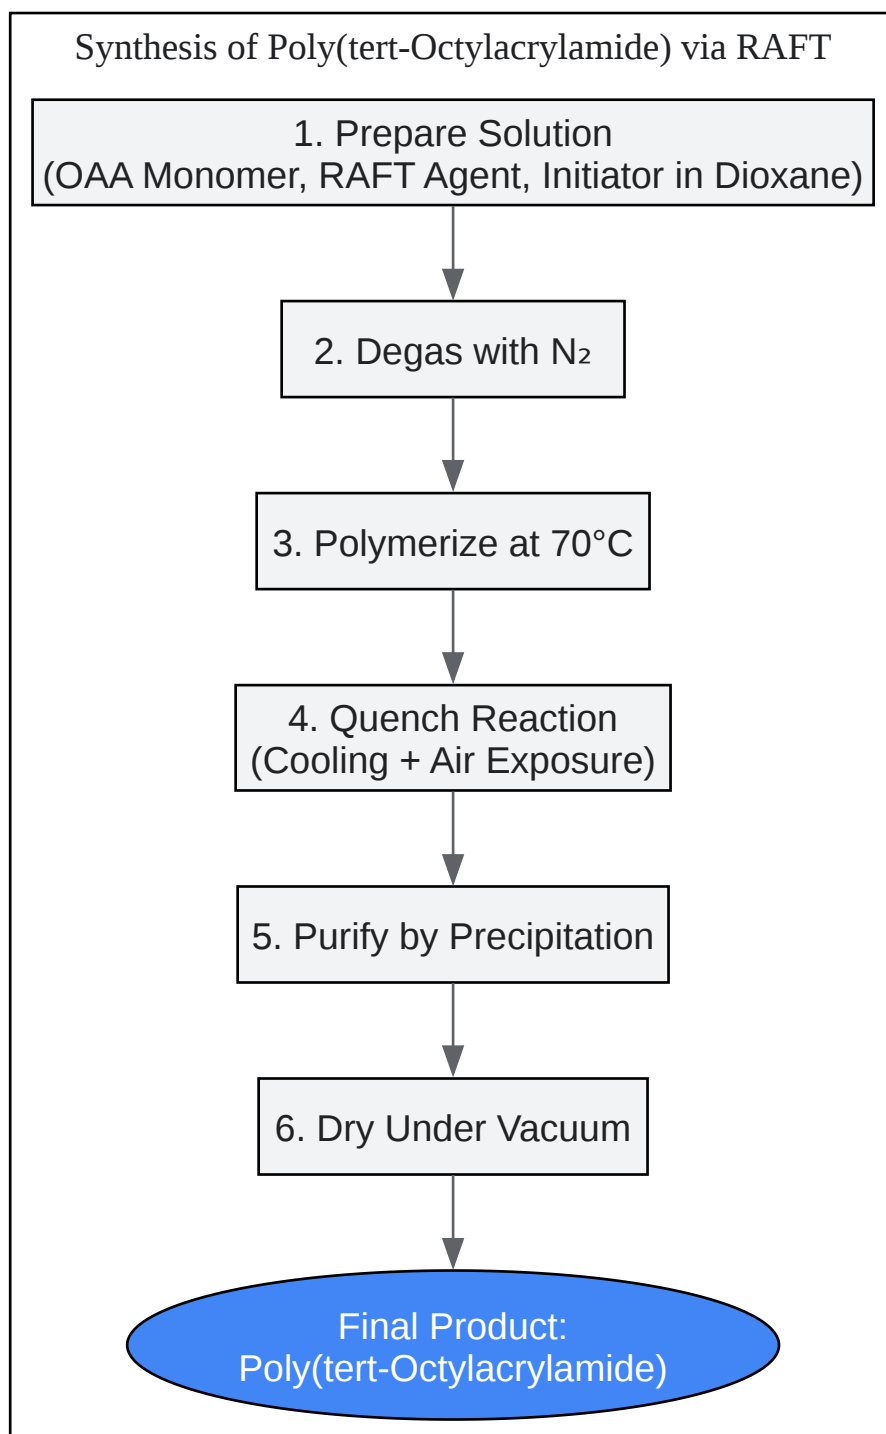 Synthesis of Poly(tert-Octylacrylamide) via RAFT
1. Prepare Solution
(OAA Monomer, RAFT Agent, Initiator in Dioxane)
2. Degas with N₂
3. Polymerize at 70°C
4. Quench Reaction
(Cooling + Air Exposure)
5. Purify by Precipitation
6. Dry Under Vacuum
Final Product:
Poly(tert-Octylacrylamide)